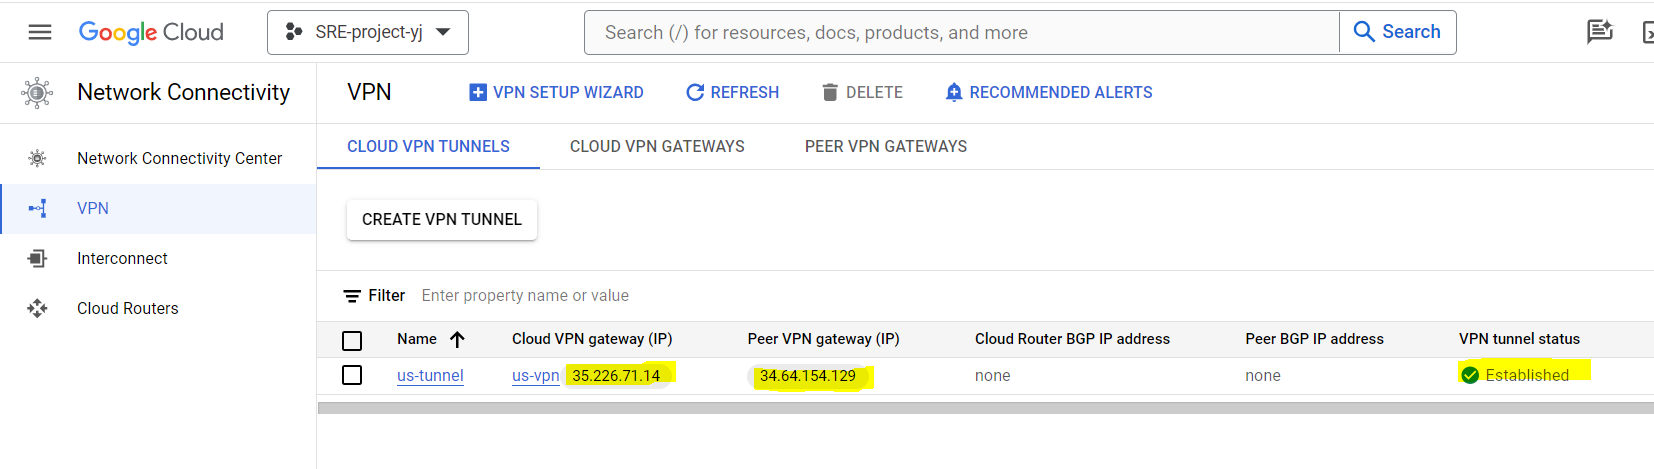 Google Cloud
SRE-project-yj
Search (/) for resources, docs, products, and more
Search
Network Connectivity
VPN
VPN SETUP WIZARD
REFRESH
DELETE
RECOMMENDED ALERTS
Network Connectivity Center
VPN
Interconnect
Cloud Routers
CLOUD VPN TUNNELS
CLOUD VPN GATEWAYS
PEER VPN GATEWAYS
CREATE VPN TUNNEL
Filter Enter property name or value
Name Cloud VPN gateway (IP) Peer VPN gateway (IP) Cloud Router BGP IP address Peer BGP IP address VPN tunnel status
us-tunnel us-vpn 35.226.71.14 34.64.154.129 none none Established